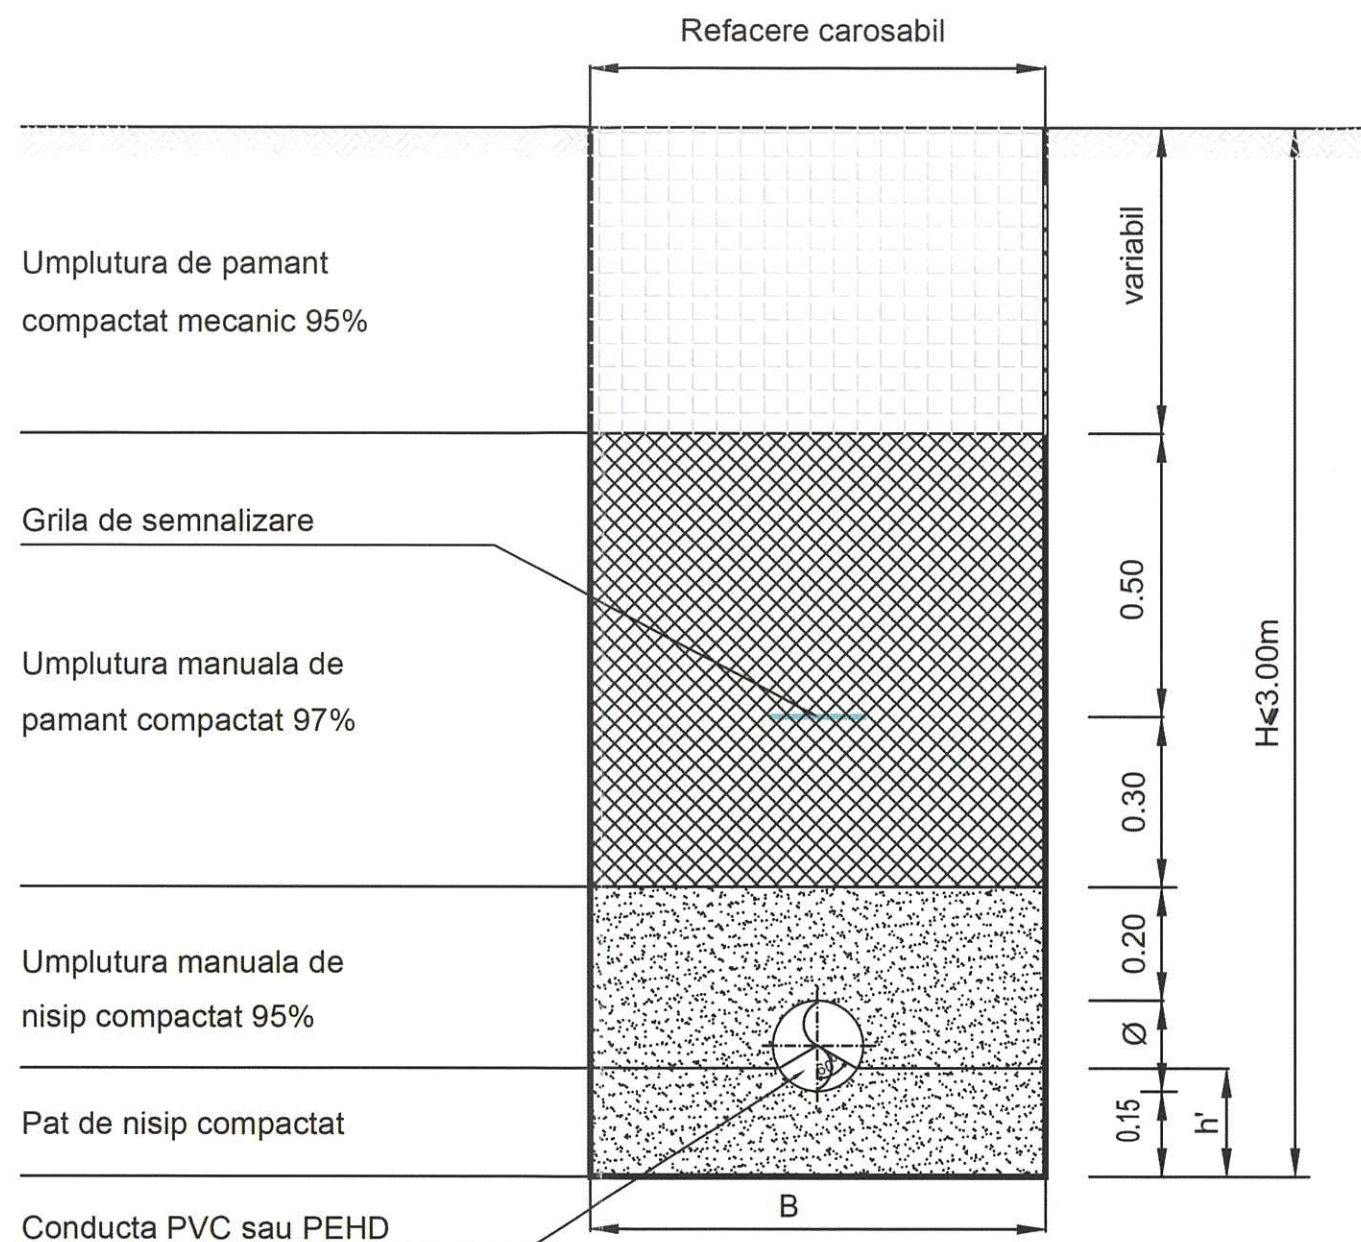 Refacere carosabil
Umplutura de pamant
compactat mecanic 95%
variabil
Grila de semnalizare
0.50
H≤3.00m
Umplutura manuala de
pamant compactat 97%
0.30
Umplutura manuala de
nisip compactat 95%
0.20
Ø
60°
Pat de nisip compactat
0.15
h'
B
Conducta PVC sau PEHD